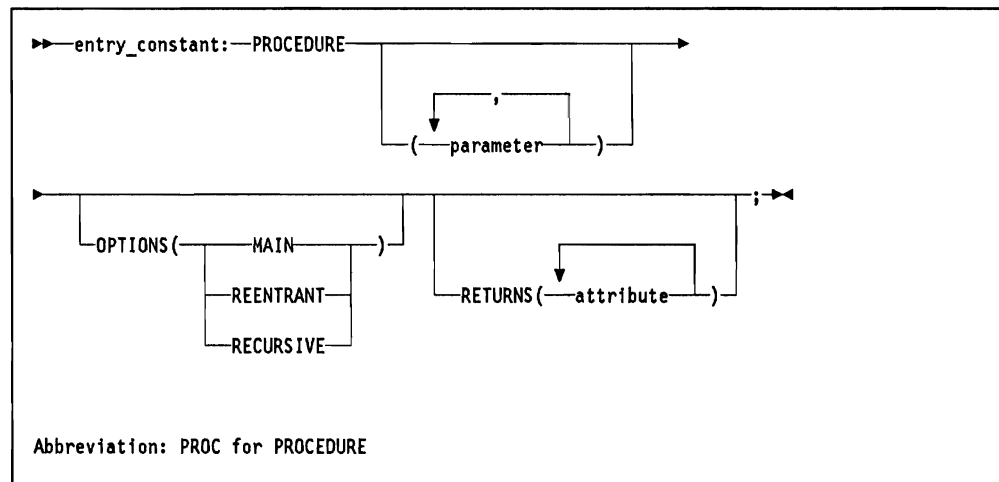 entry_constant: PROCEDURE
,
( parameter )
;
OPTIONS( MAIN )
RETURNS( attribute )
REENTRANT
RECURSIVE
Abbreviation: PROC for PROCEDURE